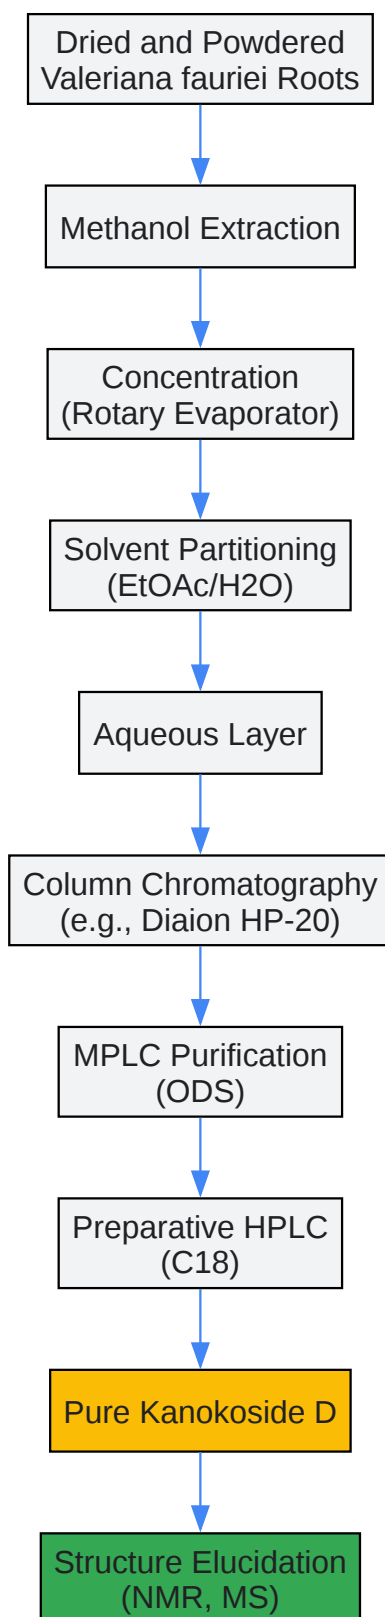 Dried and Powdered
Valeriana fauriei Roots
Methanol Extraction
Concentration
(Rotary Evaporator)
Solvent Partitioning
(EtOAc/H2O)
Aqueous Layer
Column Chromatography
(e.g., Diaion HP-20)
MPLC Purification
(ODS)
Preparative HPLC
(C18)
Pure Kanokoside D
Structure Elucidation
(NMR, MS)